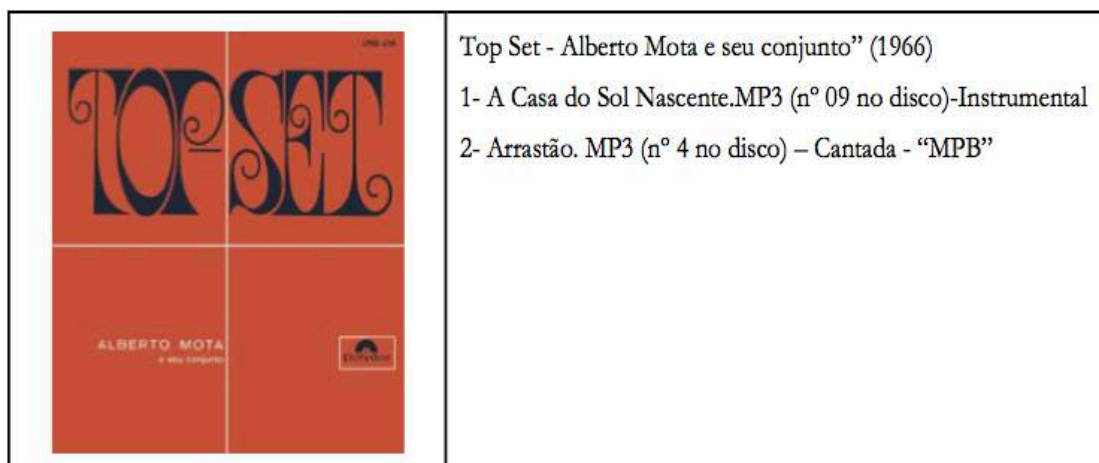 TOP SET
ALBERTO MOTA
e seu conjunto
Polydor
Top Set - Alberto Mota e seu conjunto” (1966)
1- A Casa do Sol Nascente.MP3 (nº 09 no disco)-Instrumental
2- Arrastão. MP3 (nº 4 no disco) – Cantada - “MPB”